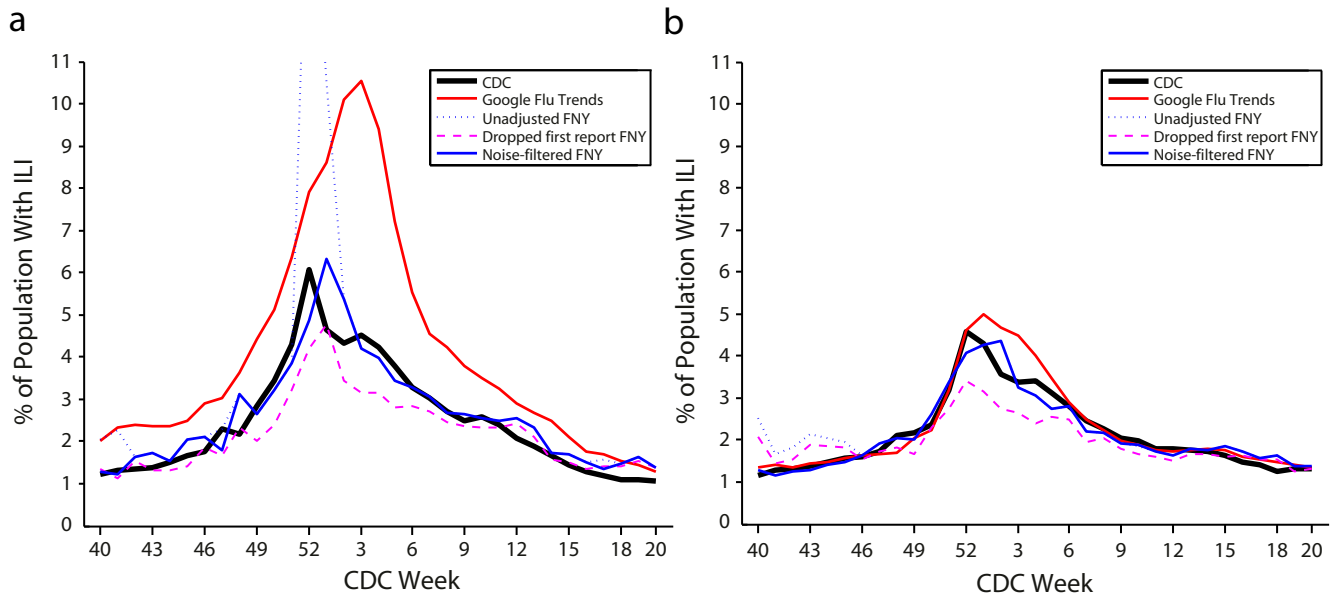 a
11
10
9
8
7
6
5
4
3
2
1
0
% of Population With ILI
CDC
Google Flu Trends
Unadjusted FNY
Dropped first report FNY
Noise-filtered FNY
40 43 46 49 52 3 6 9 12 15 18 20
CDC Week
b
11
10
9
8
7
6
5
4
3
2
1
0
% of Population With ILI
CDC
Google Flu Trends
Unadjusted FNY
Dropped first report FNY
Noise-filtered FNY
40 43 46 49 52 3 6 9 12 15 18 20
CDC Week